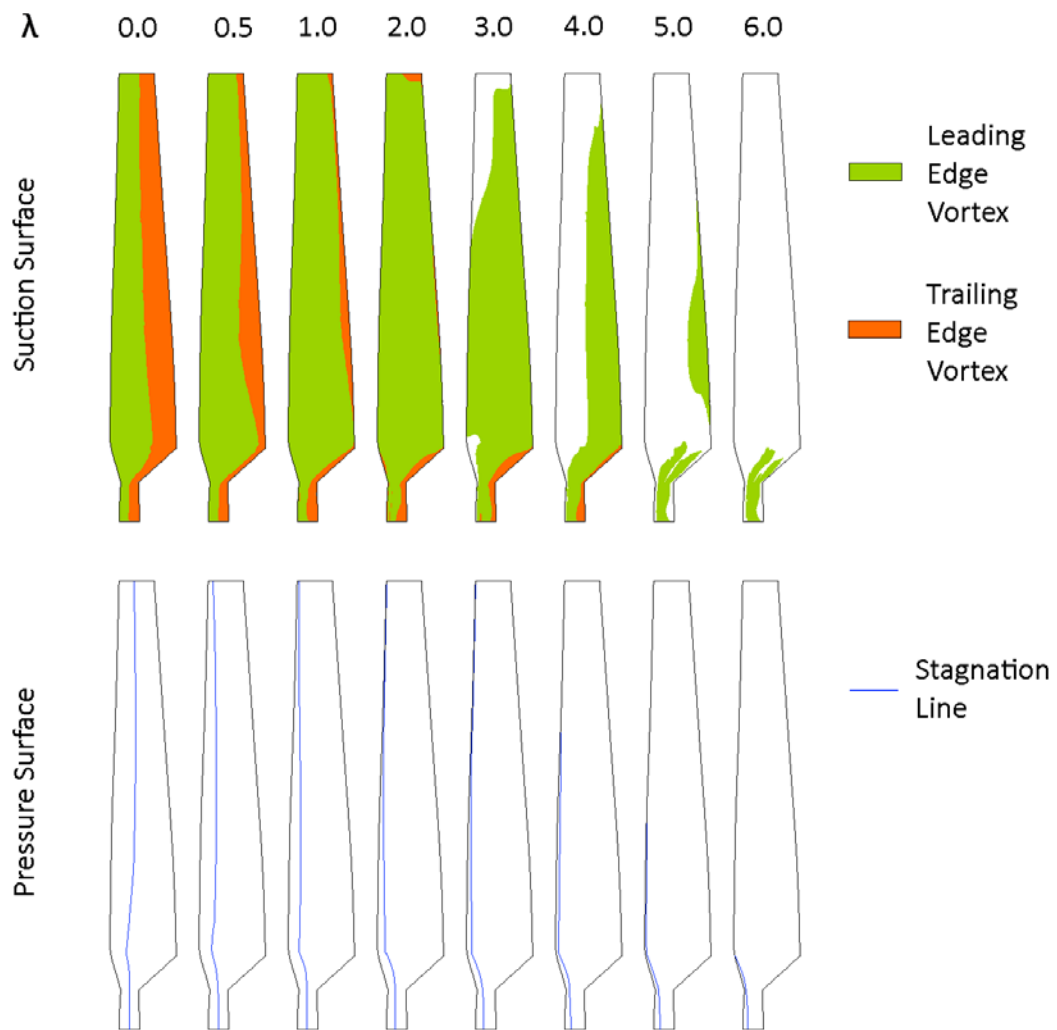 λ 0.0 0.5 1.0 2.0 3.0 4.0 5.0 6.0
Suction Surface
Leading
Edge
Vortex
Trailing
Edge
Vortex
Pressure Surface
Stagnation
Line